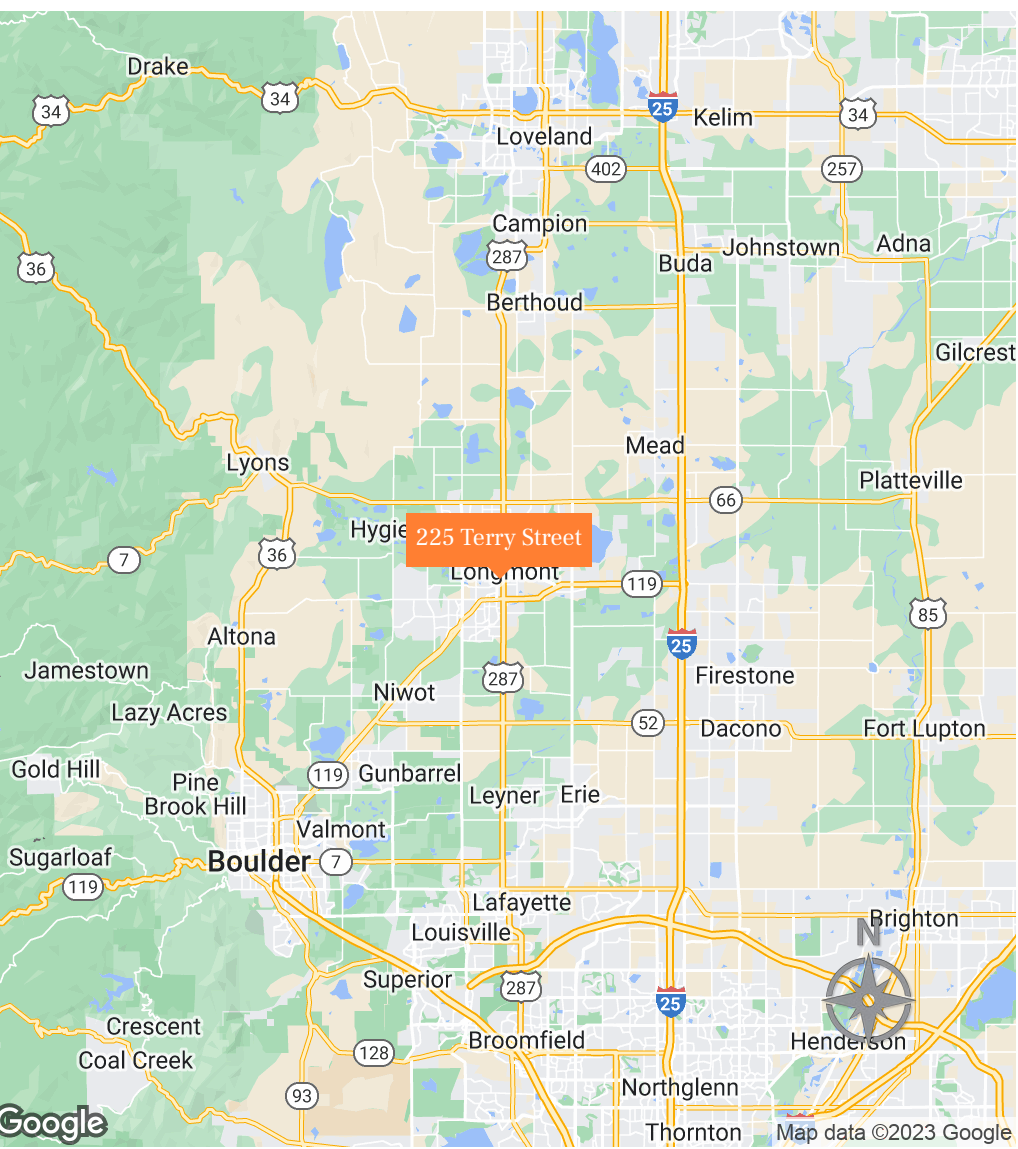 Drake
34
34
25
Kelim
34
Loveland
402
257
Campion
Johnstown
Adna
287
Buda
36
Berthoud
Gilcrest
Mead
Lyons
Platteville
66
Hygie
225 Terry Street
7
36
Longmont
119
85
Altona
25
Jamestown
287
Firestone
Niwot
Lazy Acres
52
Dacono
Fort Lupton
Gold Hill
119
Gunbarrel
Pine
Brook Hill
Leyner
Erie
Valmont
Sugarloaf
Boulder
7
119
Lafayette
Brighton
Louisville
N
Superior
287
25
Crescent
Broomfield
Henderson
Coal Creek
128
Northglenn
93
Google
Thornton
Map data ©2023 Google